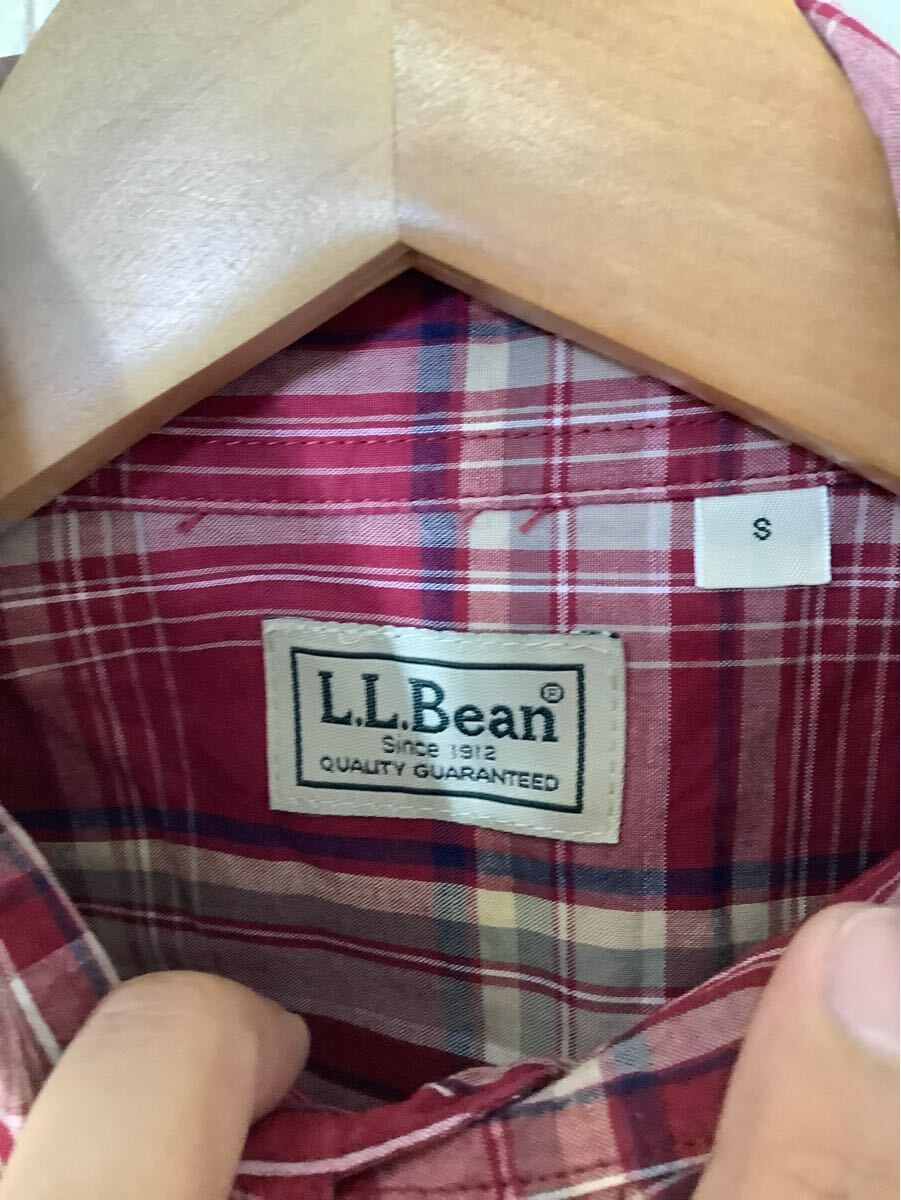 S
L.L.Bean®
Since 1912
QUALITY GUARANTEED